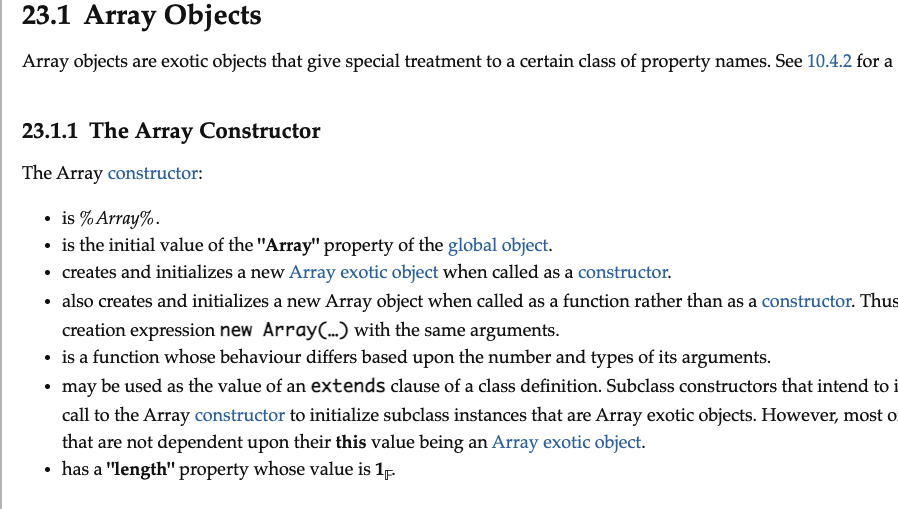 23.1 Array Objects
Array objects are exotic objects that give special treatment to a certain class of property names. See 10.4.2 for a
23.1.1 The Array Constructor
The Array constructor:
• is %Array%.
• is the initial value of the "Array" property of the global object.
• creates and initializes a new Array exotic object when called as a constructor.
• also creates and initializes a new Array object when called as a function rather than as a constructor. Thus
creation expression new Array(…) with the same arguments.
• is a function whose behaviour differs based upon the number and types of its arguments.
• may be used as the value of an extends clause of a class definition. Subclass constructors that intend to i
call to the Array constructor to initialize subclass instances that are Array exotic objects. However, most o
that are not dependent upon their this value being an Array exotic object.
• has a "length" property whose value is 1𝔽.